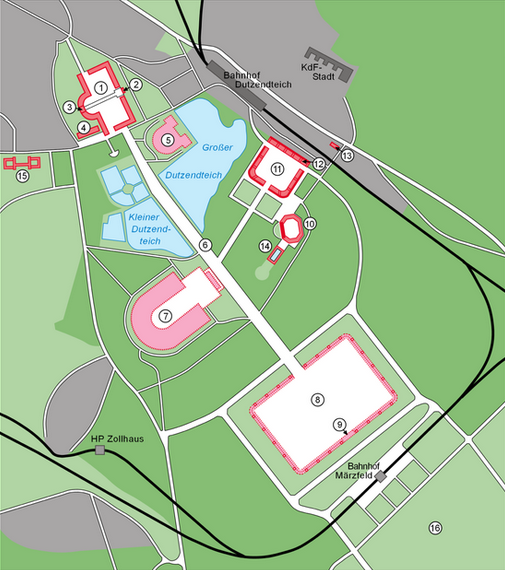 KdF-
Stadt
Bahnhof
Dutzendteich
1
2
3
4
5
Großer
Dutzendteich
12
13
11
15
Kleiner
Dutzend-
teich
10
6
14
7
8
9
HP Zollhaus
Bahnhof
Märzfeld
16